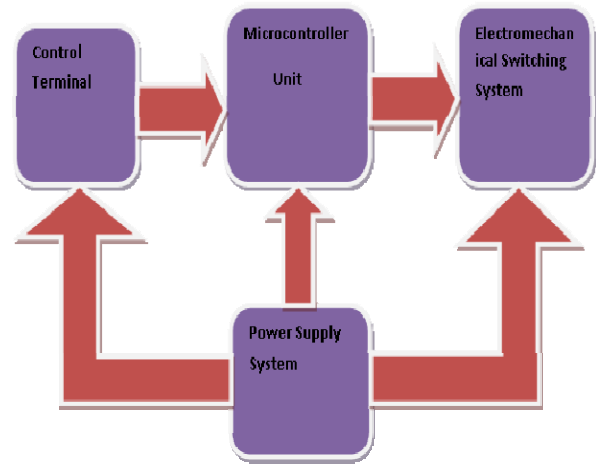 Control
Terminal
Microcontroller
Unit
Electromechan
ical Switching
System
Power Supply
System